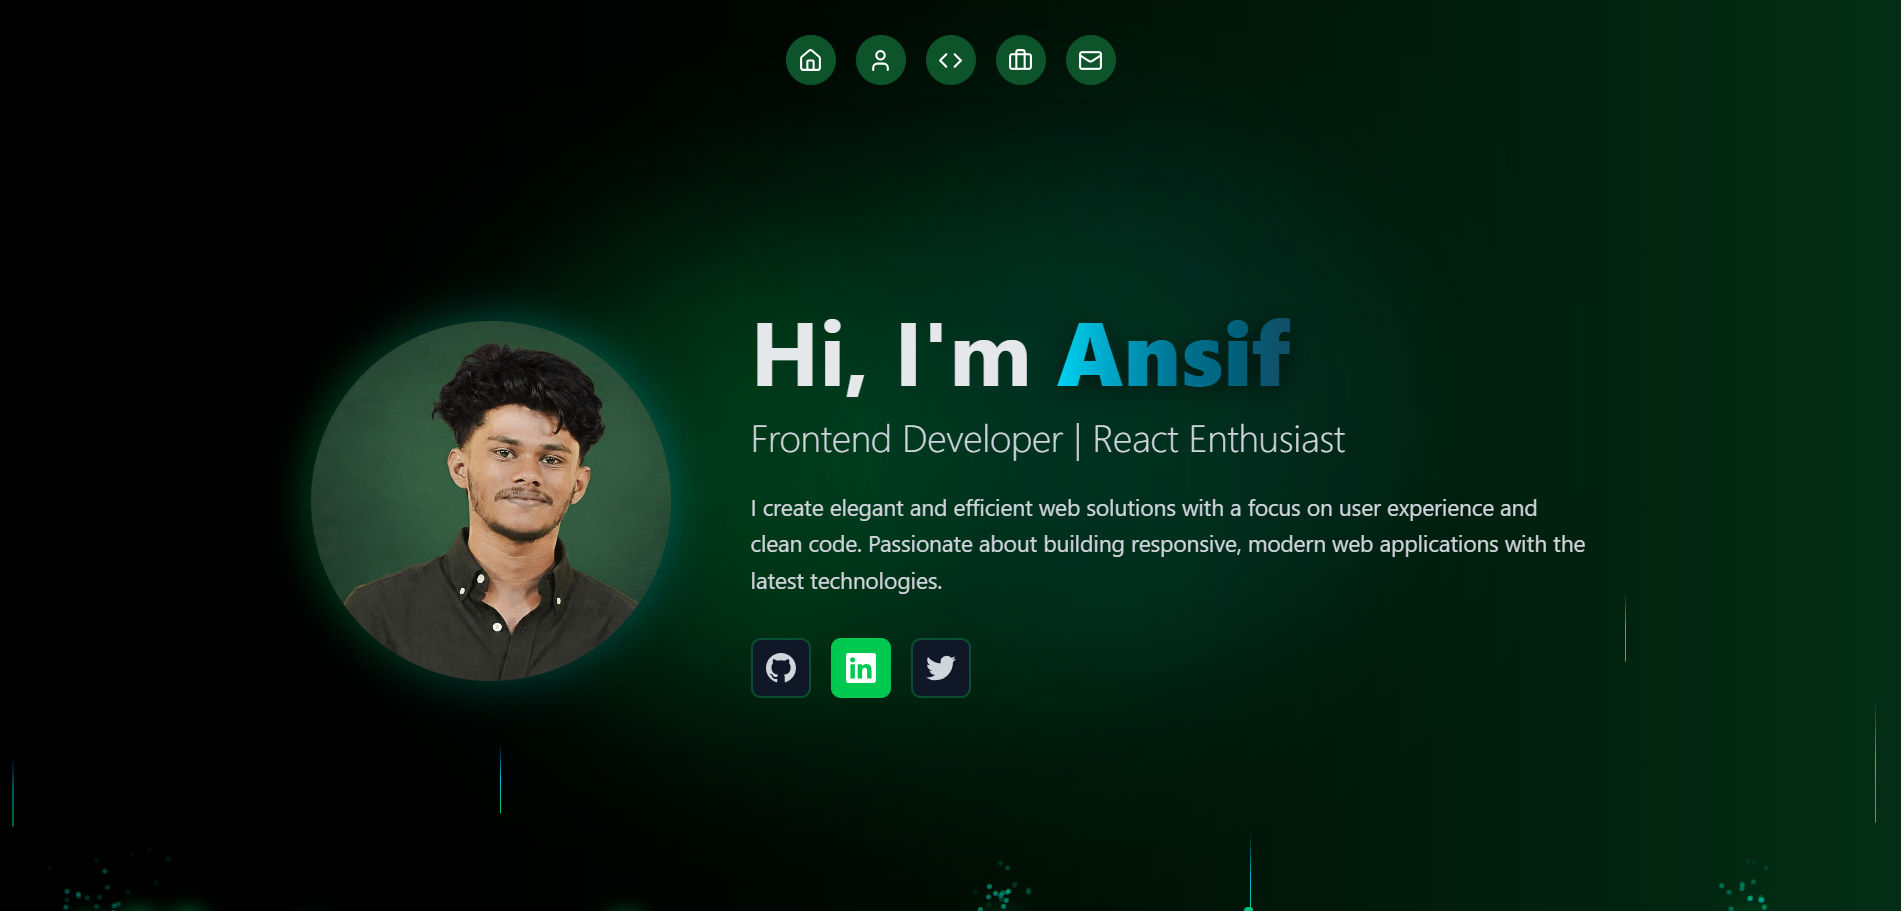 Hi, I'm Ansif
Frontend Developer | React Enthusiast
I create elegant and efficient web solutions with a focus on user experience and
clean code. Passionate about building responsive, modern web applications with the
latest technologies.
in